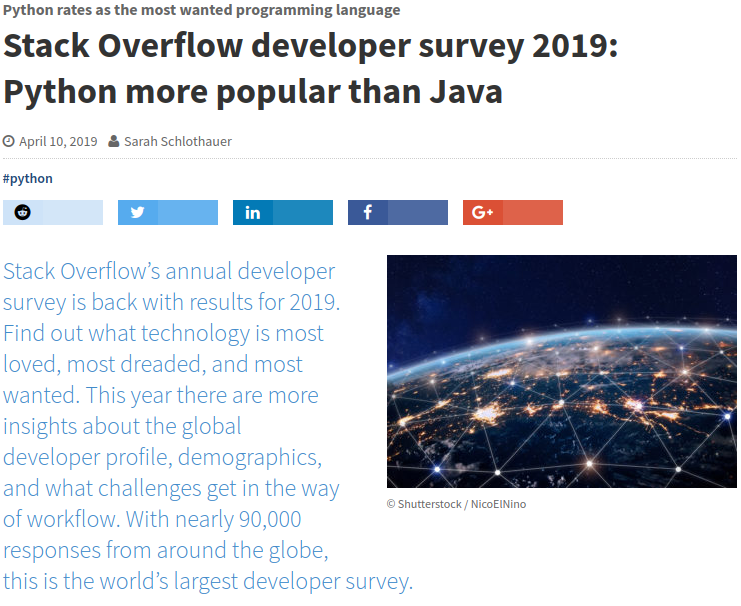 Python rates as the most wanted programming language
Stack Overflow developer survey 2019:
Python more popular than Java
April 10, 2019 Sarah Schlothauer
#python
in f G+
Stack Overflow’s annual developer
survey is back with results for 2019.
Find out what technology is most
loved, most dreaded, and most
wanted. This year there are more
insights about the global
developer profile, demographics,
and what challenges get in the way
of workflow. With nearly 90,000
responses from around the globe,
this is the world’s largest developer survey.
© Shutterstock / NicoElNino